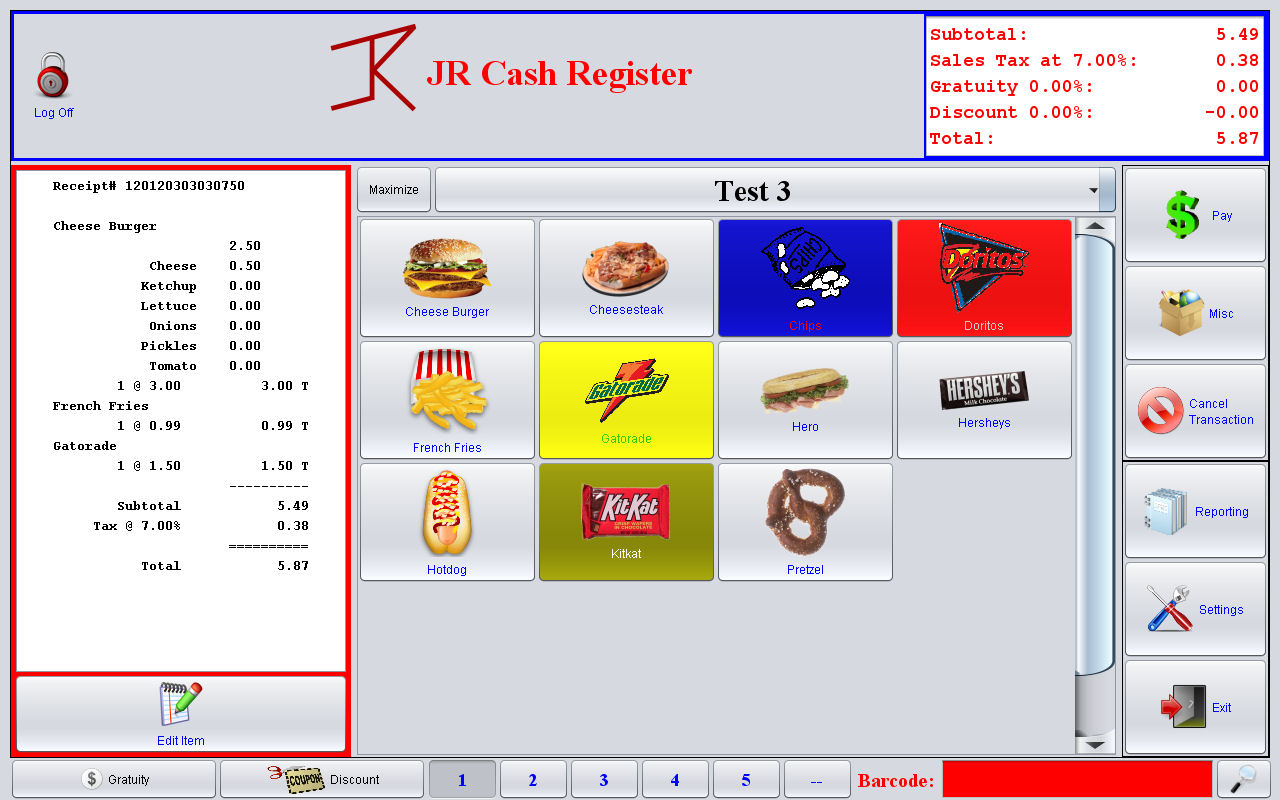 Log Off
JR Cash Register
Subtotal: 5.49
Sales Tax at 7.00%: 0.38
Gratuity 0.00%: 0.00
Discount 0.00%: -0.00
Total: 5.87
Receipt# 120120303030750
Cheese Burger
2.50
Cheese 0.50
Ketchup 0.00
Lettuce 0.00
Onions 0.00
Pickles 0.00
Tomato 0.00
1 @ 3.00 3.00 T
French Fries
1 @ 0.99 0.99 T
Gatorade
1 @ 1.50 1.50 T
----------
Subtotal 5.49
Tax @ 7.00% 0.38
==========
Total 5.87
Edit Item
Maximize
Test 3
Cheese Burger
Cheesesteak
CHIPS
Chips
Doritos
Doritos
French Fries
Gatorade
Gatorade
Hero
HERSHEY'S
Milk Chocolate
Hersheys
Hotdog
KitKat
CRISP WAFERS
IN CHOCOLATE
Kitkat
Pretzel
$ Pay
Misc
Cancel
Transaction
Reporting
Settings
Exit
$ Gratuity
COUPON Discount
1
2
3
4
5
--
Barcode: